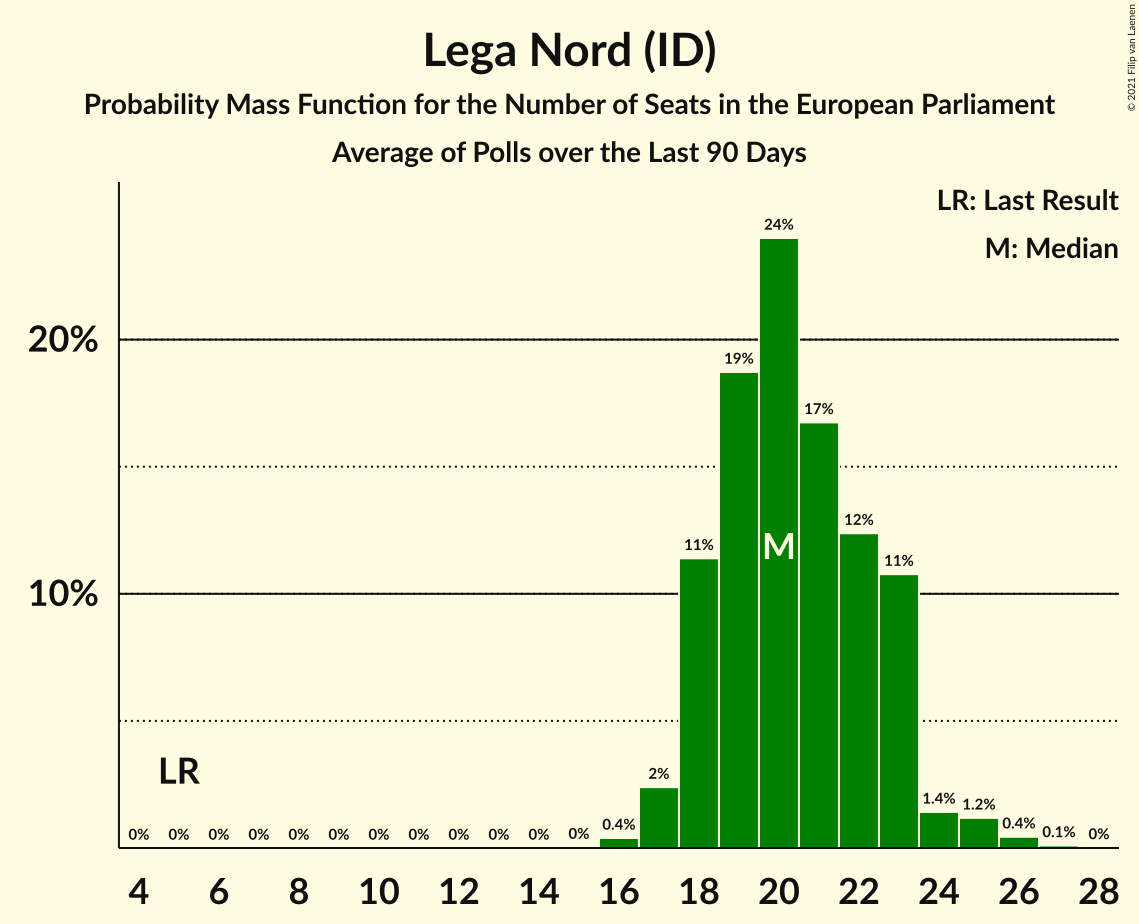 Lega Nord (ID)
Probability Mass Function for the Number of Seats in the European Parliament
Average of Polls over the Last 90 Days
© 2021 Filip van Laenen
LR: Last Result
M: Median
24%
20%
19%
17%
12%
11%
11%
M
10%
LR
2%
1.4%
1.2%
0% 0% 0% 0% 0% 0% 0% 0% 0% 0% 0% 0% 0.4% 0.4% 0.1% 0%
4 6 8 10 12 14 16 18 20 22 24 26 28